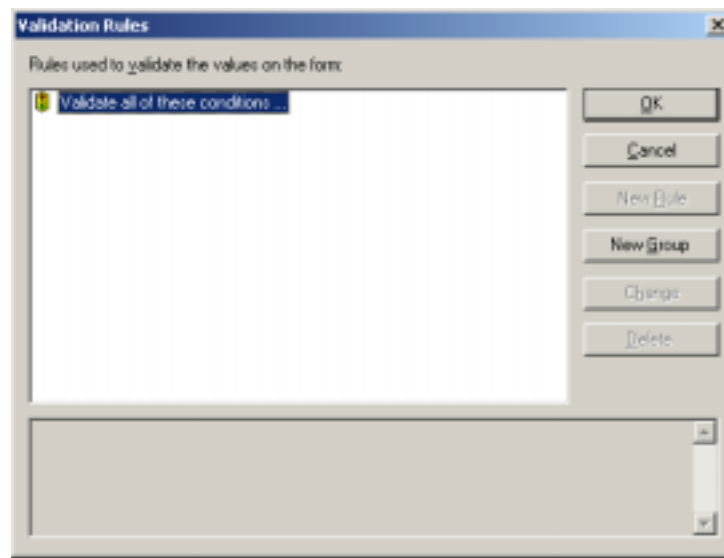 Validation Rules
Rules used to validate the values on the form:
Validate all of these conditions ...
OK
Cancel
New Rule
New Group
Change
Delete